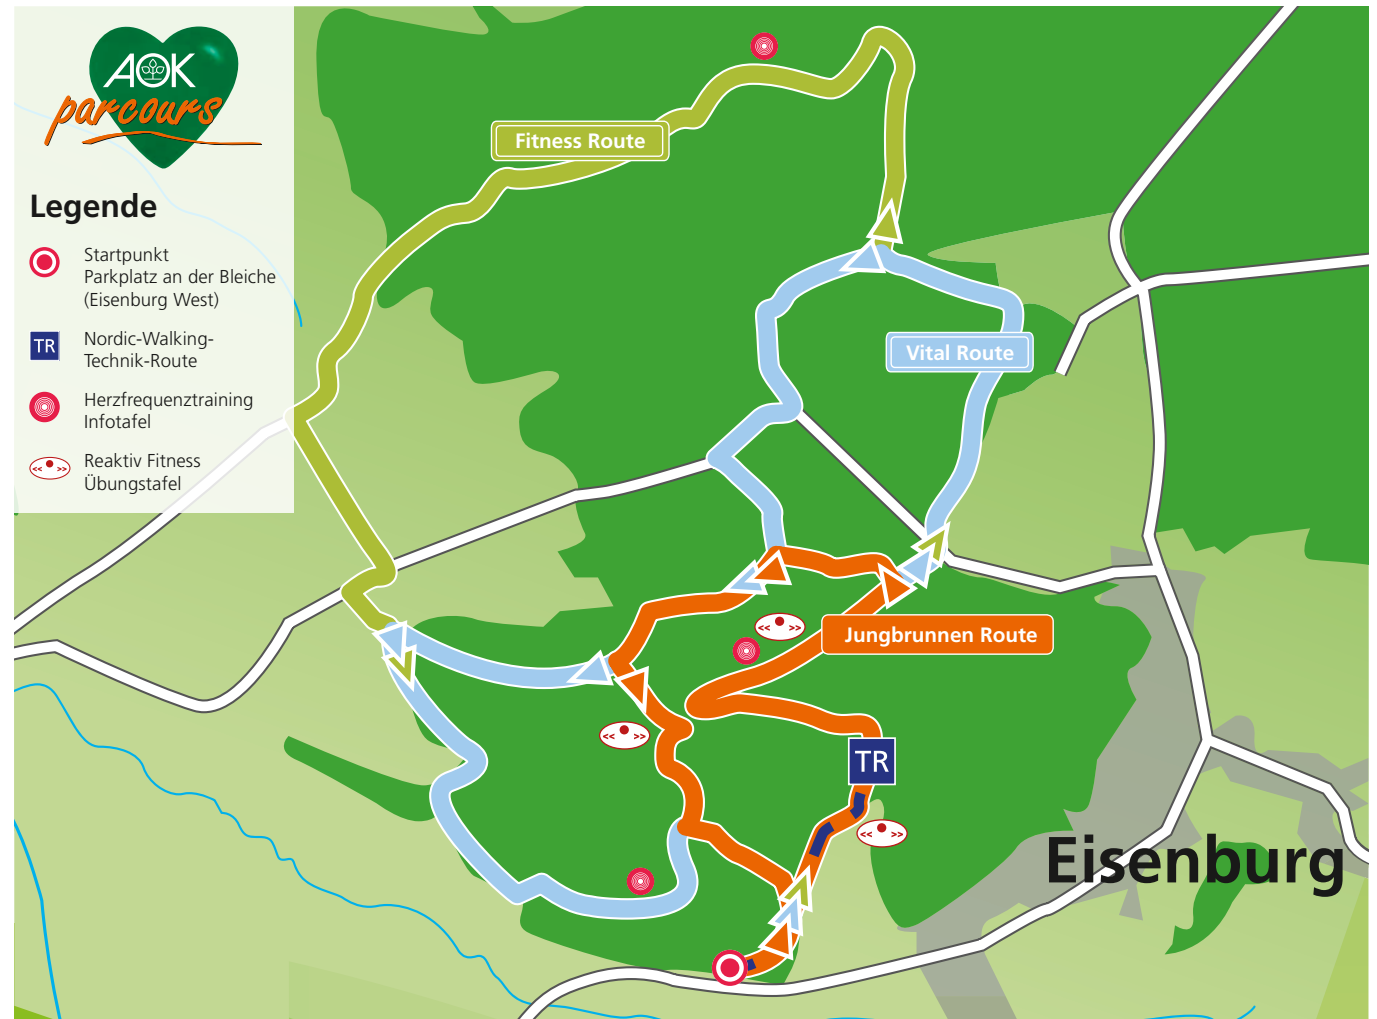 AOK
parcours
Legende
Startpunkt
Parkplatz an der Bleiche
(Eisenburg West)
TR
Nordic-Walking-
Technik-Route
Herzfrequenztraining
Infotafel
<< >>
Reaktiv Fitness
Übungstafel
Fitness Route
Vital Route
<< >>
Jungbrunnen Route
<< >>
TR
<< >>
Eisenburg